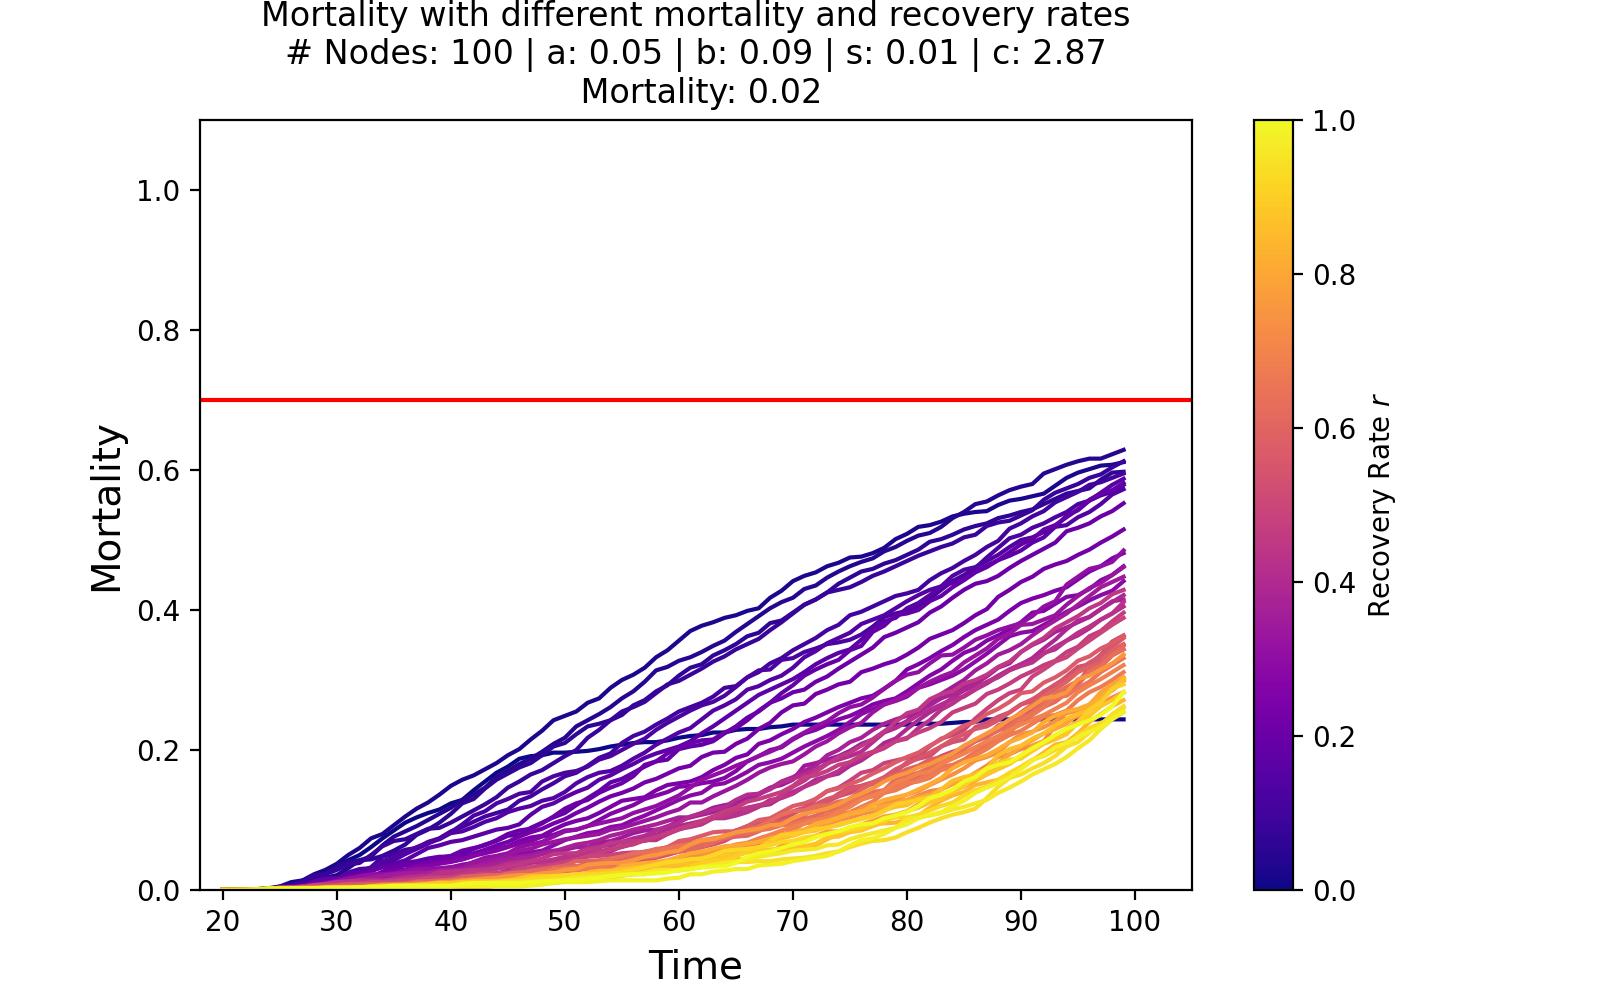 Mortality with different mortality and recovery rates
# Nodes: 100 | a: 0.05 | b: 0.09 | s: 0.01 | c: 2.87
Mortality: 0.02
Mortality
1.0
0.8
0.6
0.4
0.2
0.0
20 30 40 50 60 70 80 90 100
Time
1.0
0.8
0.6
0.4
0.2
0.0
Recovery Rate r